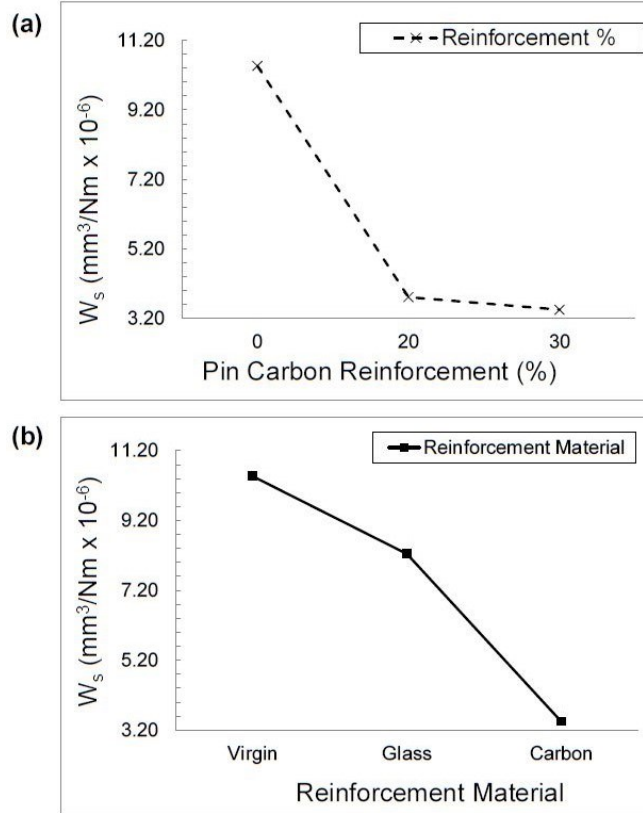 (a)
11.20
9.20
7.20
5.20
3.20
W_s (mm³/Nm x 10⁻⁶)
Reinforcement %
0 20 30
Pin Carbon Reinforcement (%)
(b)
11.20
9.20
7.20
5.20
3.20
W_s (mm³/Nm x 10⁻⁶)
Reinforcement Material
Virgin Glass Carbon
Reinforcement Material